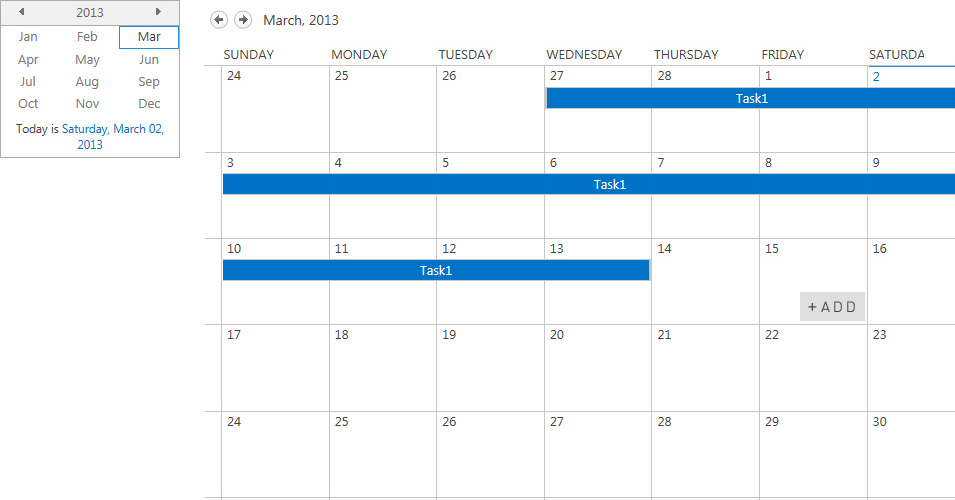 2013
Jan Feb Mar
Apr May Jun
Jul Aug Sep
Oct Nov Dec
Today is Saturday, March 02,
2013
March, 2013
SUNDAY MONDAY TUESDAY WEDNESDAY THURSDAY FRIDAY SATURDA
24 25 26 27 28 1 2
Task1
3 4 5 6 7 8 9
Task1
10 11 12 13 14 15 16
Task1
+ ADD
17 18 19 20 21 22 23
24 25 26 27 28 29 30